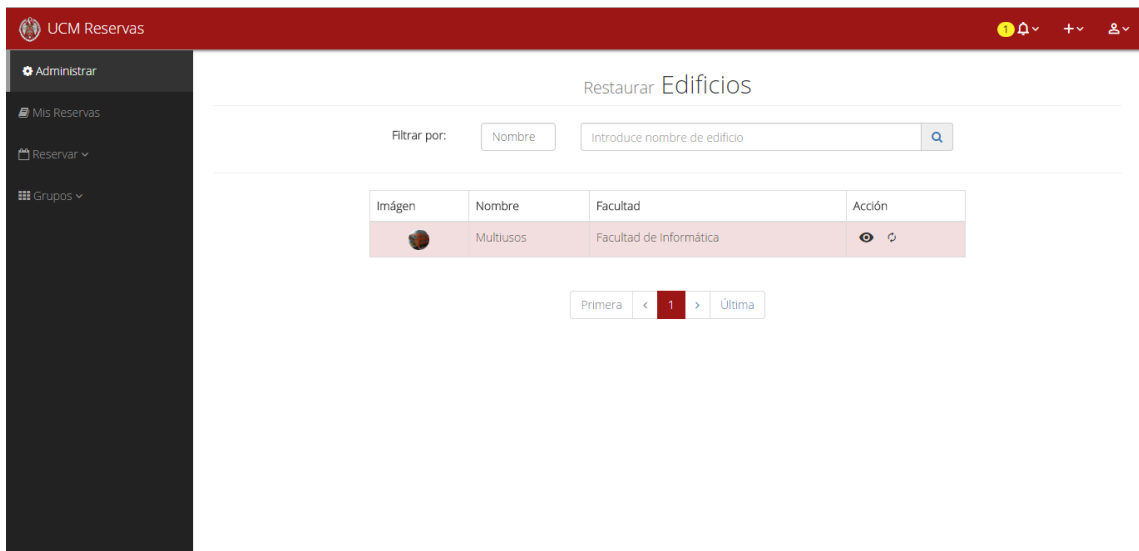 UCM Reservas
1
Administrar
Mis Reservas
Reservar
Grupos
Restaurar Edificios
Filtrar por: Nombre Introduce nombre de edificio
Imágen Nombre Facultad Acción
Multiusos Facultad de Informática
Primera < 1 > Última